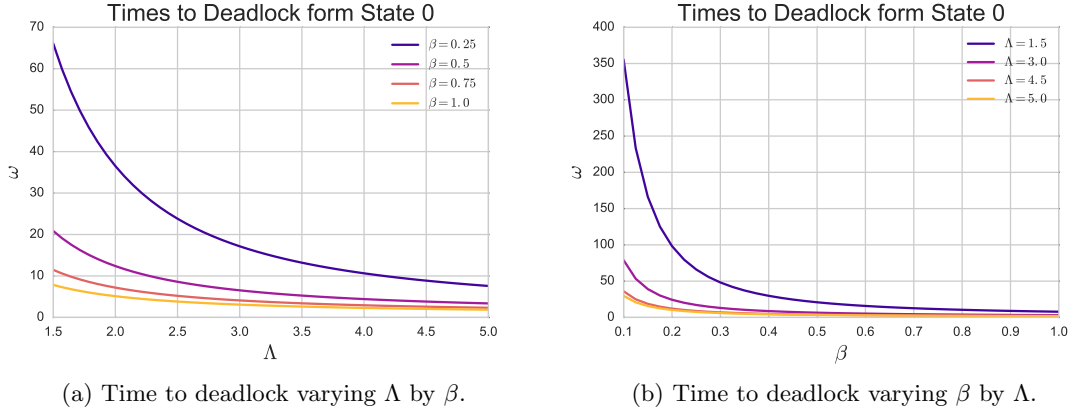 Times to Deadlock form State 0
70
60
50
40
30
20
10
0
ω
1.5 2.0 2.5 3.0 3.5 4.0 4.5 5.0
Λ
β = 0.25
β = 0.5
β = 0.75
β = 1.0
(a) Time to deadlock varying Λ by β.
Times to Deadlock form State 0
400
350
300
250
200
150
100
50
0
ω
0.1 0.2 0.3 0.4 0.5 0.6 0.7 0.8 0.9 1.0
β
Λ = 1.5
Λ = 3.0
Λ = 4.5
Λ = 5.0
(b) Time to deadlock varying β by Λ.